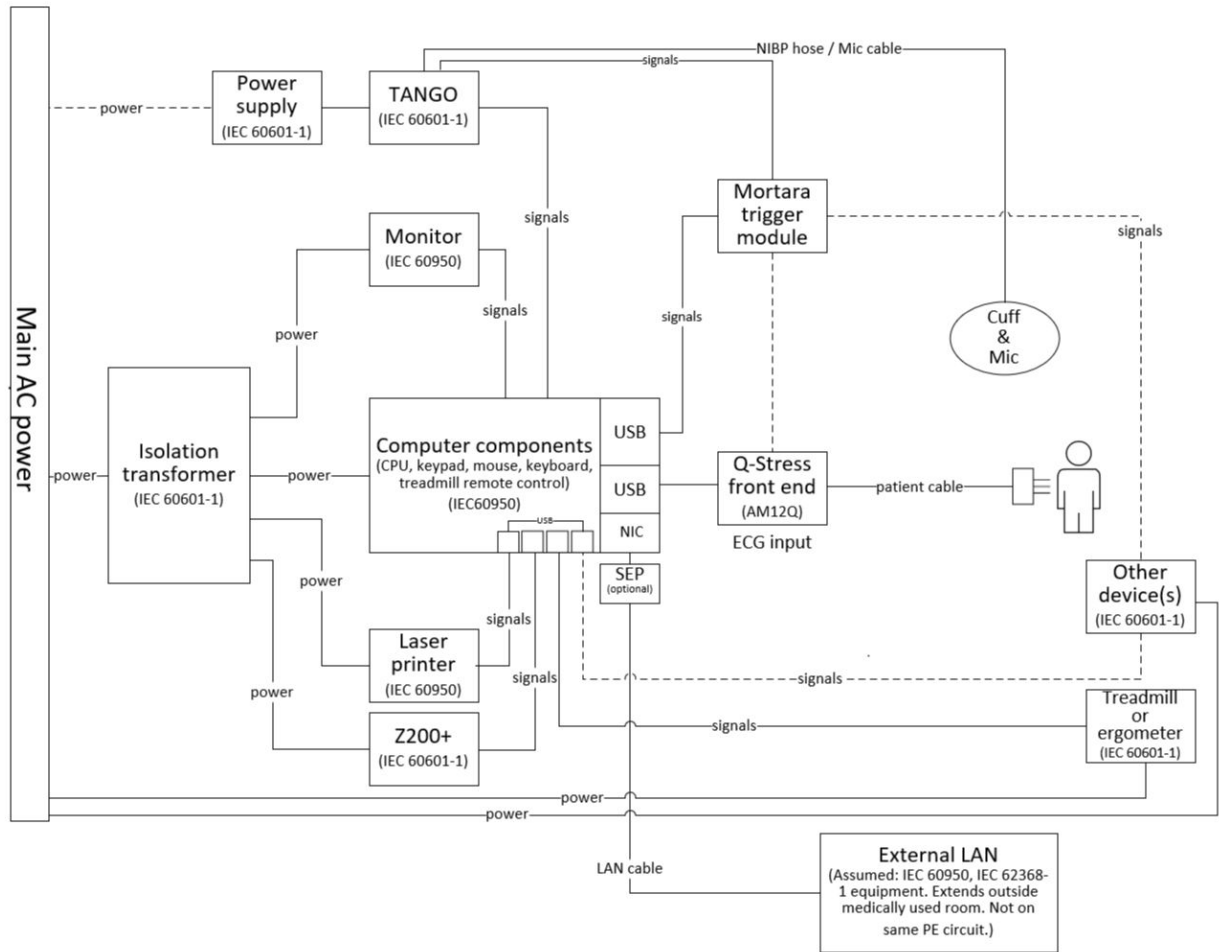 NIBP hose / Mic cable
signals
Power
supply
(IEC 60601-1)
TANGO
(IEC 60601-1)
power
Mortara
trigger
module
signals
signals
Monitor
(IEC 60950)
signals
signals
power
Cuff
&
Mic
Main AC power
Isolation
transformer
(IEC 60601-1)
power
power
Computer components
(CPU, keypad, mouse, keyboard,
treadmill remote control)
(IEC60950)
USB
USB
USB
NIC
Q-Stress
front end
(AM12Q)
ECG input
patient cable
SEP
(optional)
Other
device(s)
(IEC 60601-1)
power
signals
Laser
printer
(IEC 60950)
signals
signals
power
Z200+
(IEC 60601-1)
signals
Treadmill
or
ergometer
(IEC 60601-1)
power
power
LAN cable
External LAN
(Assumed: IEC 60950, IEC 62368-
1 equipment. Extends outside
medically used room. Not on
same PE circuit.)